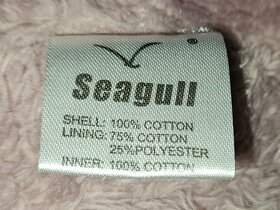 Seagull
SHELL: 100% COTTON
LINING: 75% COTTON
25%POLYESTER
INNER: 100% COTTON